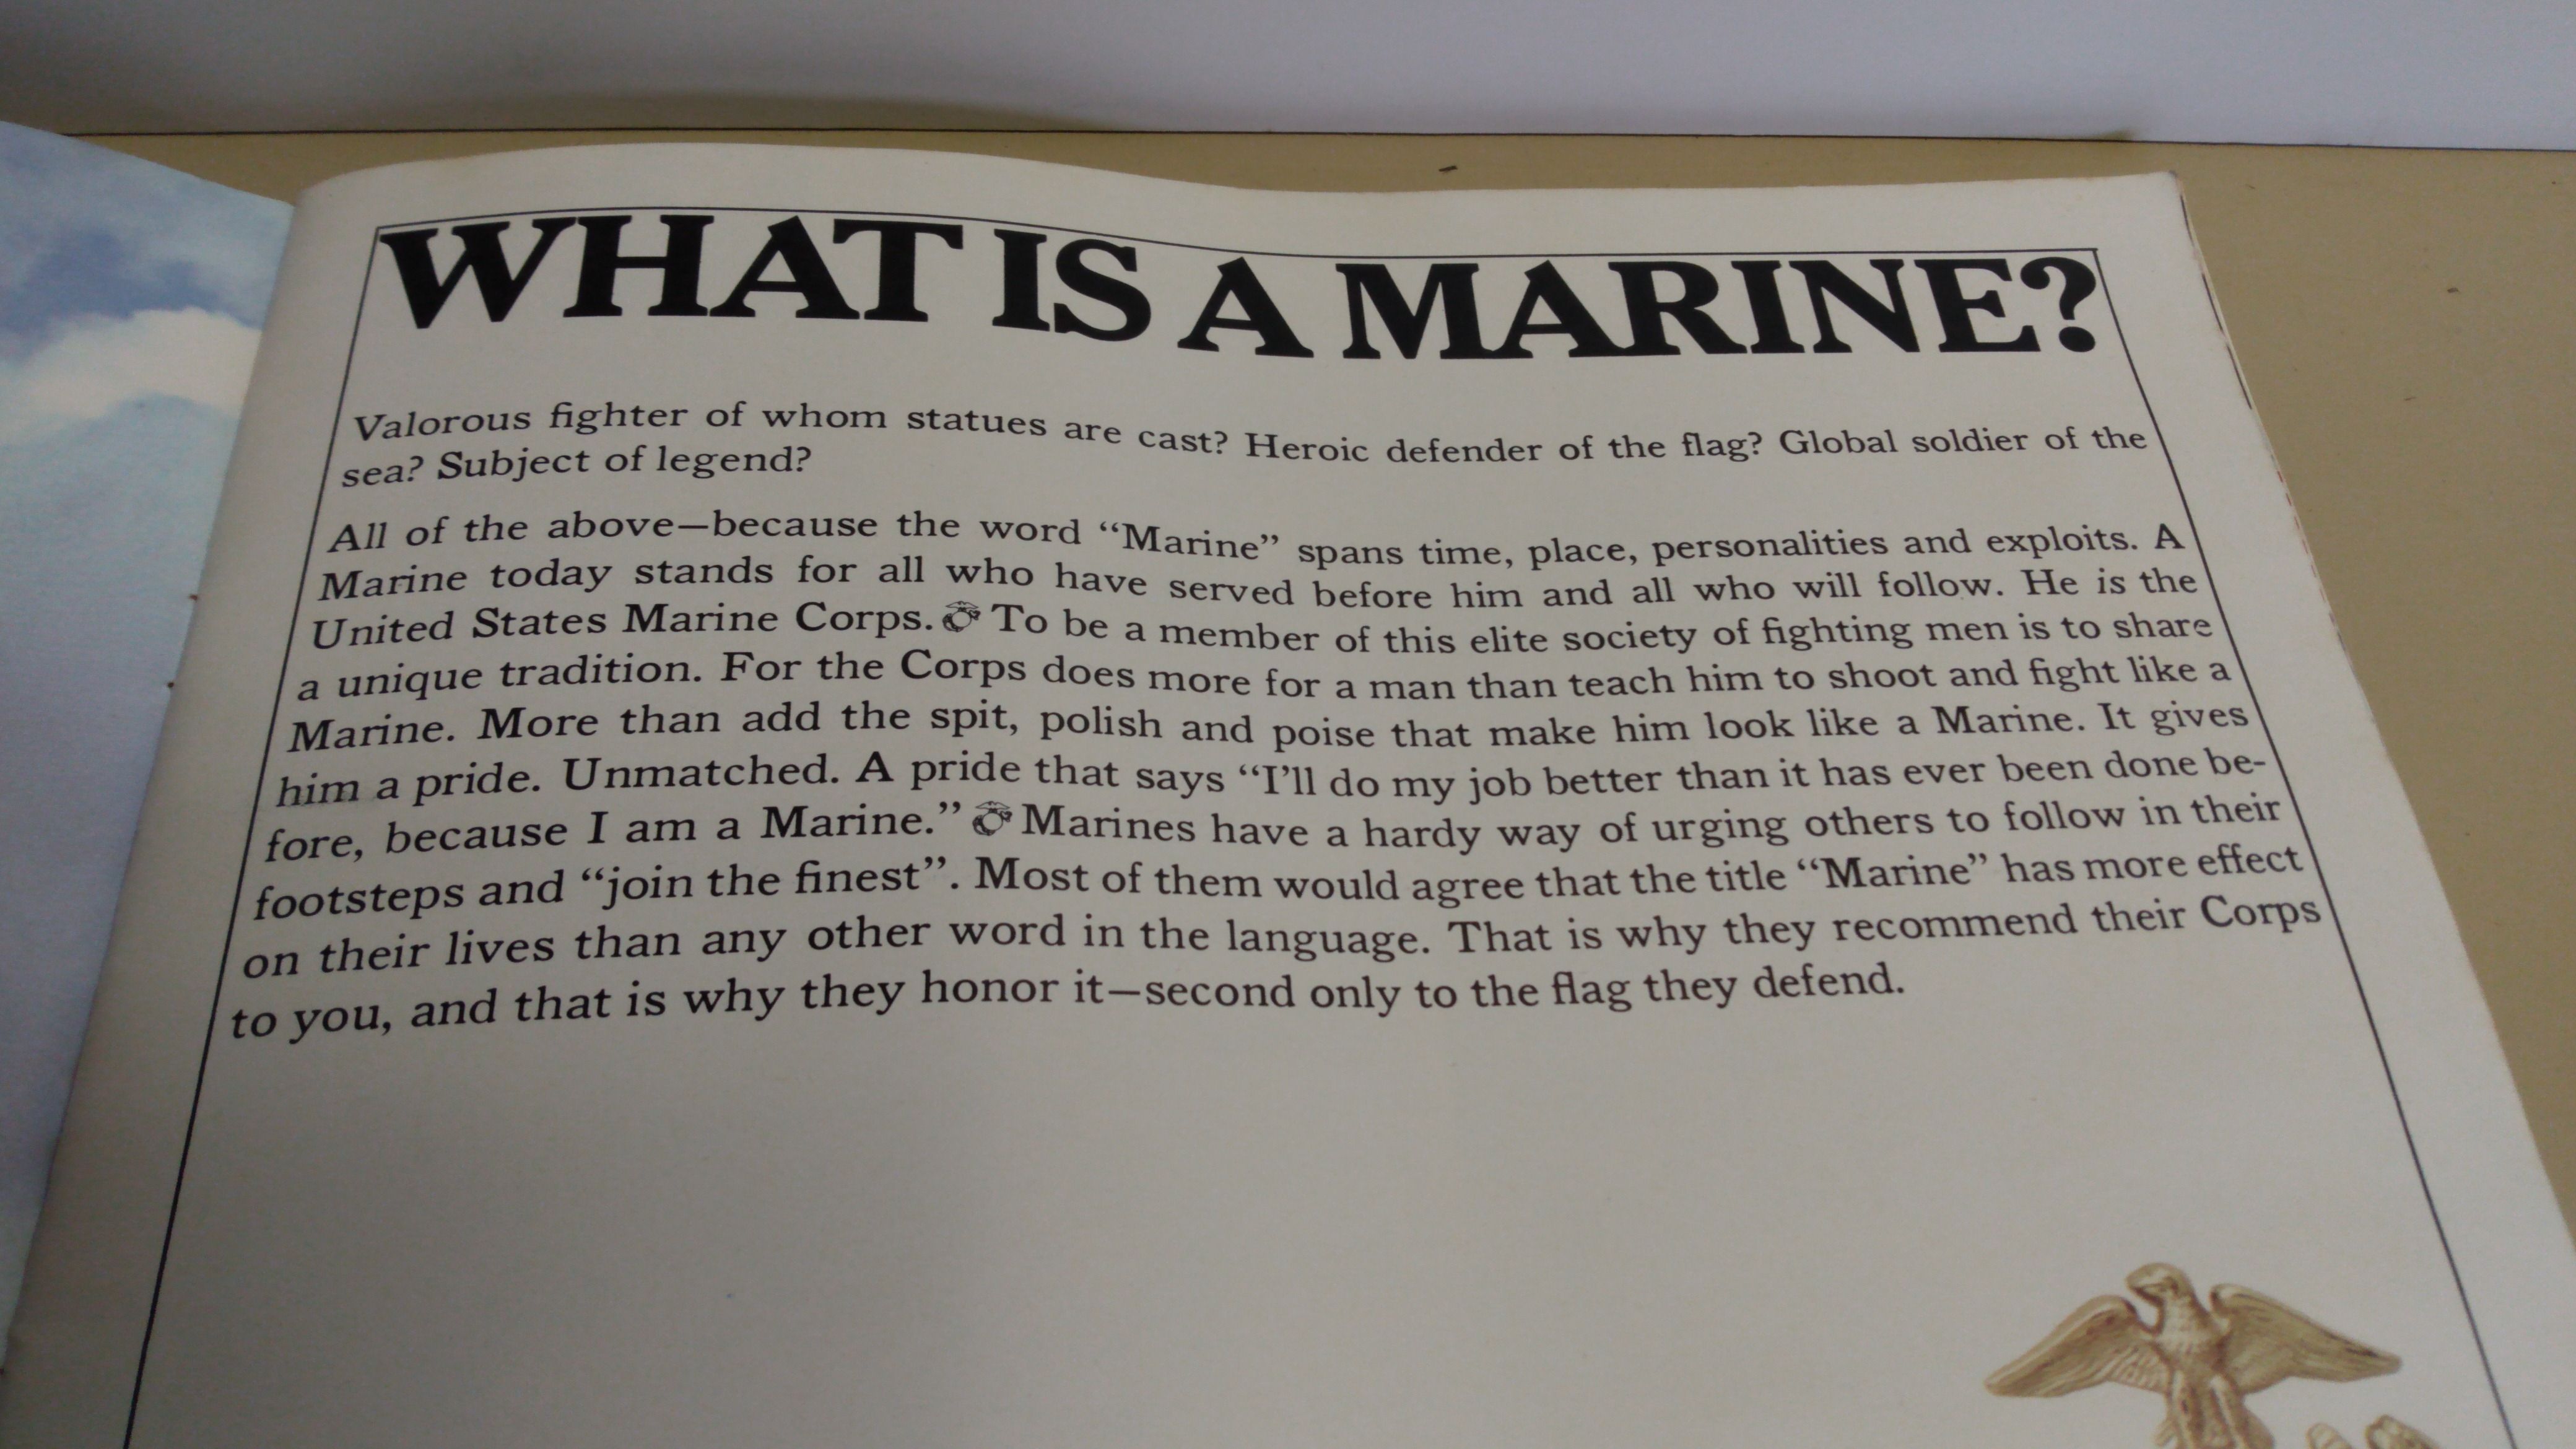 WHAT IS A MARINE?
Valorous fighter of whom statues are cast? Heroic defender of the flag? Global soldier of the
sea? Subject of legend?
All of the above—because the word “Marine” spans time, place, personalities and exploits. A
Marine today stands for all who have served before him and all who will follow. He is the
United States Marine Corps. To be a member of this elite society of fighting men is to share
a unique tradition. For the Corps does more for a man than teach him to shoot and fight like a
Marine. More than add the spit, polish and poise that make him look like a Marine. It gives
him a pride. Unmatched. A pride that says “I’ll do my job better than it has ever been done be-
fore, because I am a Marine.” Marines have a hardy way of urging others to follow in their
footsteps and “join the finest”. Most of them would agree that the title “Marine” has more effect
on their lives than any other word in the language. That is why they recommend their Corps
to you, and that is why they honor it—second only to the flag they defend.